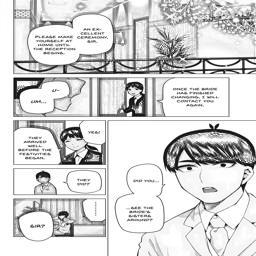 AN EX-
CELLENT
CEREMONY,
SIR.
PLEASE MAKE
YOURSELF AT
HOME UNTIL
THE RECEPTION
BEGINS.
ONCE THE BRIDE
HAS FINISHED
CHANGING, I WILL
CONTACT YOU
AGAIN.
U-
UM...
YES!
THEY
ARRIVED
WELL
BEFORE THE
FESTIVITIES
BEGAN.
DID YOU...
...SEE THE
BRIDE'S
SISTERS
AROUND?
THEY
DID?
SIR?